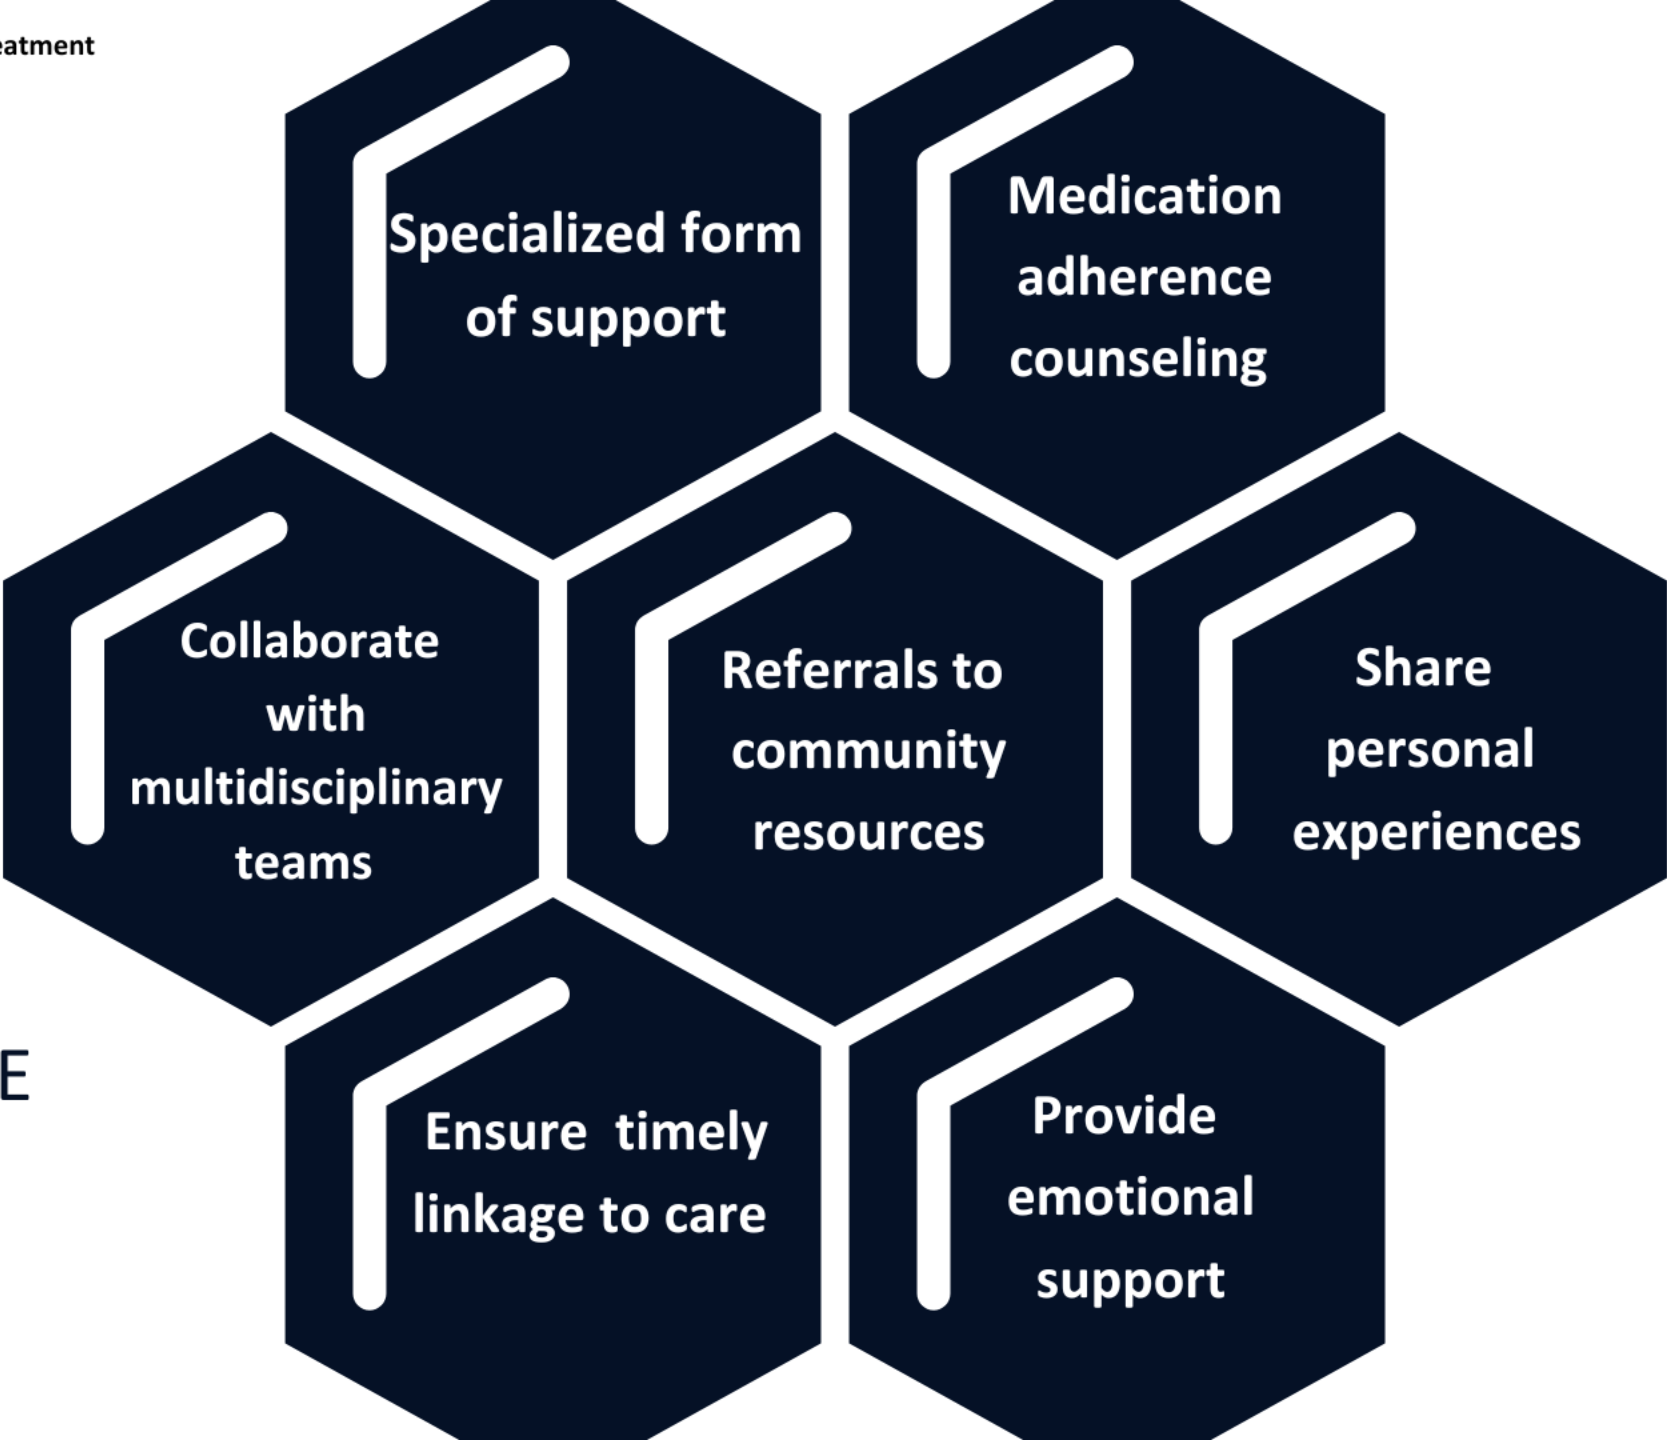 eatment
Specialized form
of support
Medication
adherence
counseling
Collaborate
with
multidisciplinary
teams
Referrals to
community
resources
Share
personal
experiences
E
Ensure  timely
linkage to care
Provide
emotional
support